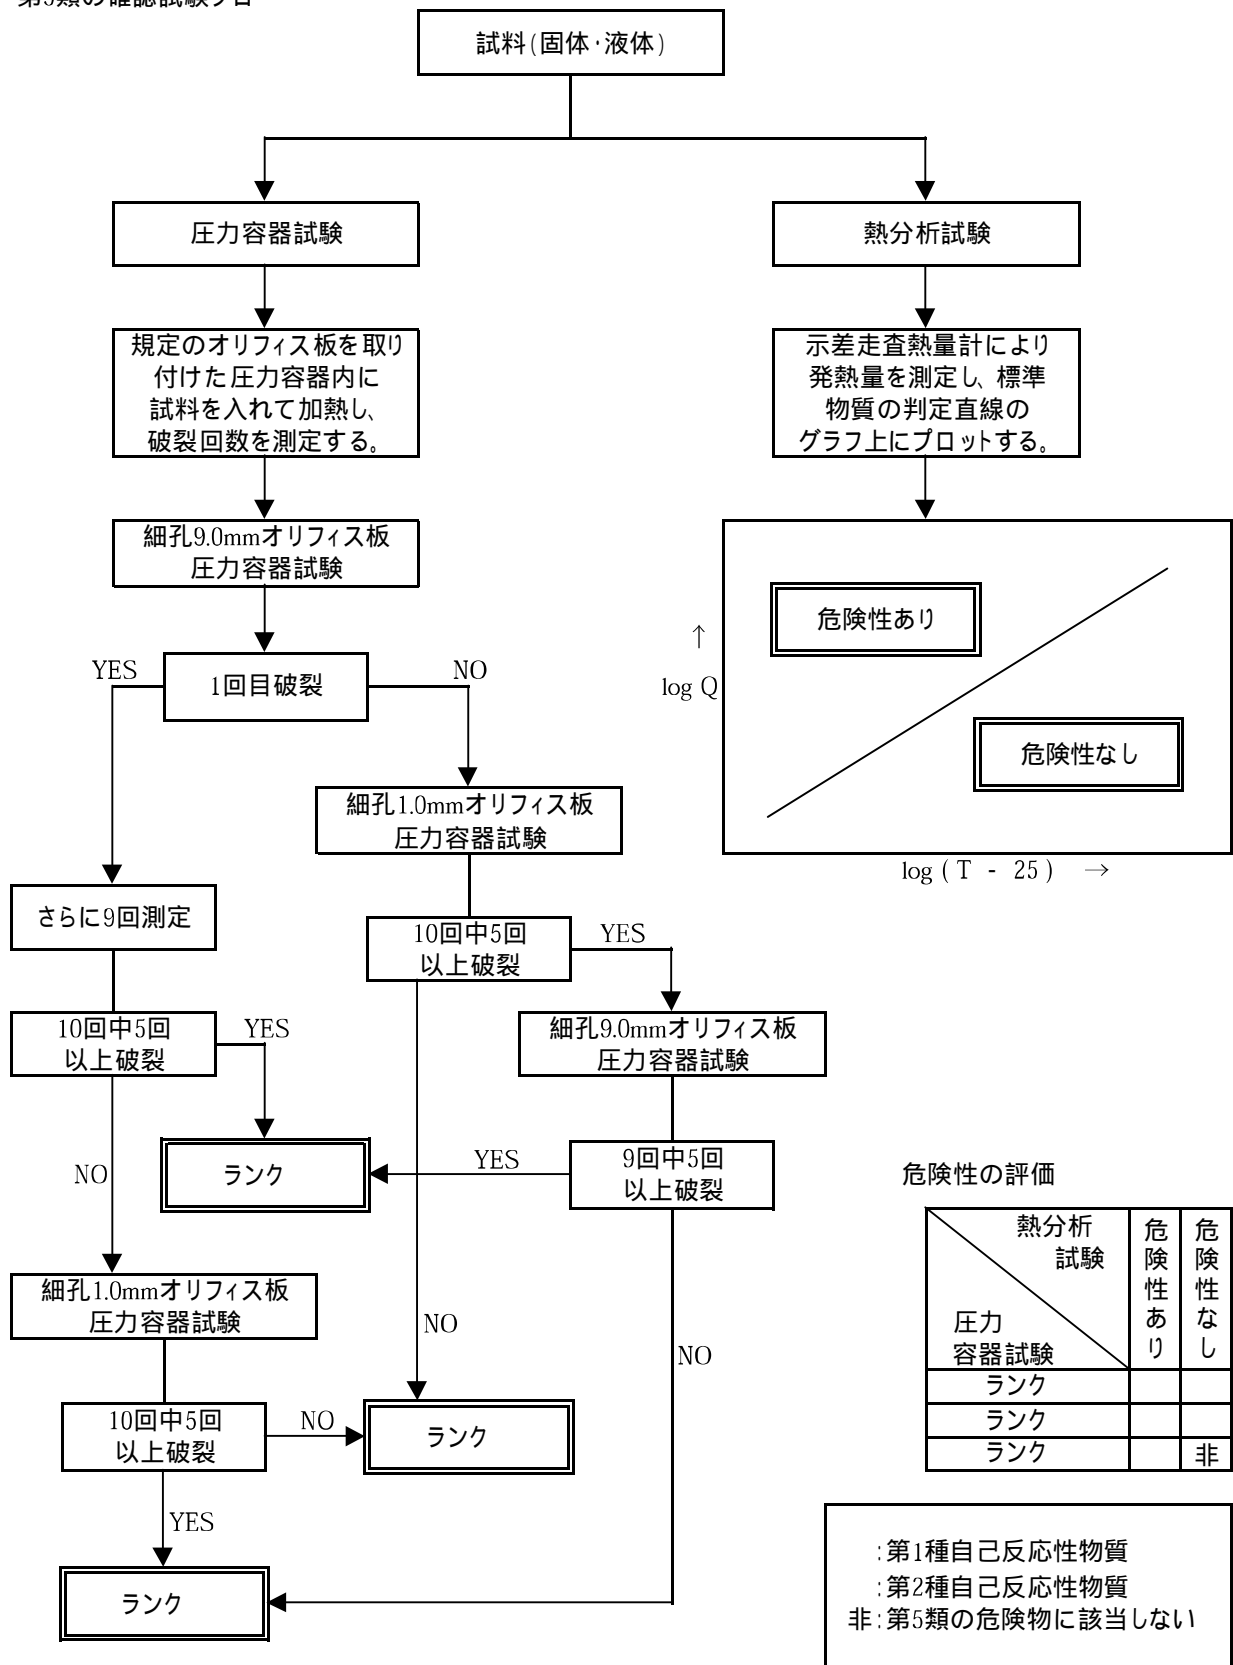 第5類の確認試験フロー
試料(固体・液体)
圧力容器試験
熱分析試験
規定のオリフィス板を取り
付けた圧力容器内に
試料を入れて加熱し、
破裂回数を測定する。
示差走査熱量計により
発熱量を測定し、標準
物質の判定直線の
グラフ上にプロットする。
細孔9.0mmオリフィス板
圧力容器試験
危険性あり
↑
log Q
危険性なし
log ( T - 25 ) →
1回目破裂
YES
NO
細孔1.0mmオリフィス板
圧力容器試験
さらに9回測定
10回中5回
以上破裂
YES
10回中5回
以上破裂
YES
細孔9.0mmオリフィス板
圧力容器試験
ランク
YES
9回中5回
以上破裂
NO
細孔1.0mmオリフィス板
圧力容器試験
NO
NO
10回中5回
以上破裂
NO
ランク
YES
ランク
危険性の評価
熱分析
試験
圧力
容器試験
危険性あり
危険性なし
ランク
ランク
ランク
非
:第1種自己反応性物質
:第2種自己反応性物質
非:第5類の危険物に該当しない